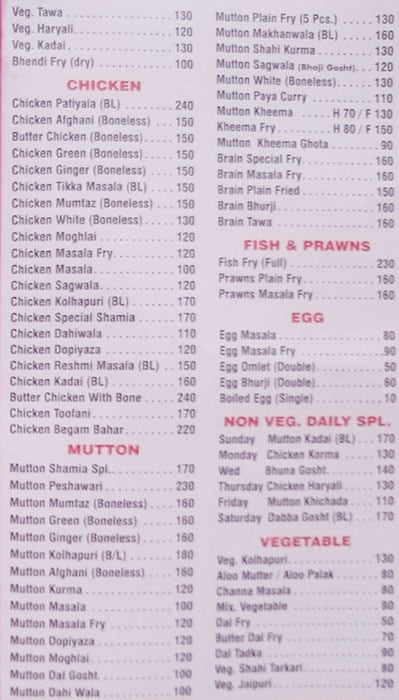 Veg. Tawa ............... 130
Veg. Haryali............. 120
Veg. Kadai............... 130
Bhendi Fry (dry) ........ 100
CHICKEN
Chicken Patiyala (BL) ....... 240
Chicken Afghani (Boneless) ... 150
Butter Chicken (Boneless)..... 150
Chicken Green (Boneless) .... 150
Chicken Ginger (Boneless) .... 150
Chicken Tikka Masala (BL) .... 150
Chicken Mumtaz (Boneless) ... 150
Chicken White (Boneless)..... 130
Chicken Moghlai ............ 120
Chicken Masala Fry.......... 120
Chicken Masala............. 100
Chicken Sagwala............ 120
Chicken Kolhapuri (BL) ...... 170
Chicken Special Shamia ..... 170
Chicken Dahiwala .......... 110
Chicken Dopiyaza .......... 120
Chicken Reshmi Masala (BL) .. 150
Chicken Kadai (BL) ......... 160
Butter Chicken With Bone .... 240
Chicken Toofani............ 170
Chicken Begam Bahar........ 220
MUTTON
Mutton Shamia Spl.......... 170
Mutton Peshawari .......... 230
Mutton Mumtaz (Boneless) .... 160
Mutton Green (Boneless) ..... 160
Mutton Ginger (Boneless) ..... 160
Mutton Kolhapuri (B/L) ...... 180
Mutton Afghani (Boneless) .... 160
Mutton Kurma ............. 120
Mutton Masala ............ 100
Mutton Masala Fry ......... 120
Mutton Dopiyaza ........... 120
Mutton Moghlai............ 120
Mutton Dal Gosht.......... 100
Mutton Dahi Wala .......... 100
Mutton Plain Fry (5 Pcs.) ..... 130
Mutton Makhanwala (BL) ..... 160
Mutton Shahi Kurma ......... 130
Mutton Sagwala (Bhaji Gosht)... 120
Mutton White (Boneless)...... 130
Mutton Paya Curry .......... 110
Mutton Kheema ..... H 70 / F 130
Kheema Fry......... H 80 / F 150
Mutton Kheema Ghota ........ 90
Brain Special Fry........... 160
Brain Masala Fry........... 160
Brain Plain Fried .......... 150
Brain Bhurji............... 160
Brain Tawa ............... 160
FISH & PRAWNS
Fish Fry (Full) ............ 230
Prawns Plain Fry........... 160
Prawns Masala Fry.......... 160
EGG
Egg Masala ............... 80
Egg Masala Fry ............ 90
Egg Omlet (Double).......... 50
Egg Bhurji (Double).......... 60
Boiled Egg (Single) ......... 10
NON VEG. DAILY SPL.
Sunday Mutton Kadai (BL)... 170
Monday Chicken Korma ..... 130
Wed Bhuna Gosht....... 140
Thursday Chicken Haryali.... 130
Friday Mutton Khichada .... 110
Saturday Dabba Gosht (BL) ... 170
VEGETABLE
Veg. Kolhapuri............. 130
Aloo Mutter / Aloo Palak ...... 80
Channa Masala ............. 80
Mix. Vegetable ............. 80
Dal Fry .................. 50
Butter Dal Fry ............. 70
Dal Tadka ................ 90
Veg. Shahi Tarkari.......... 80
Veg. Jaipuri............... 120